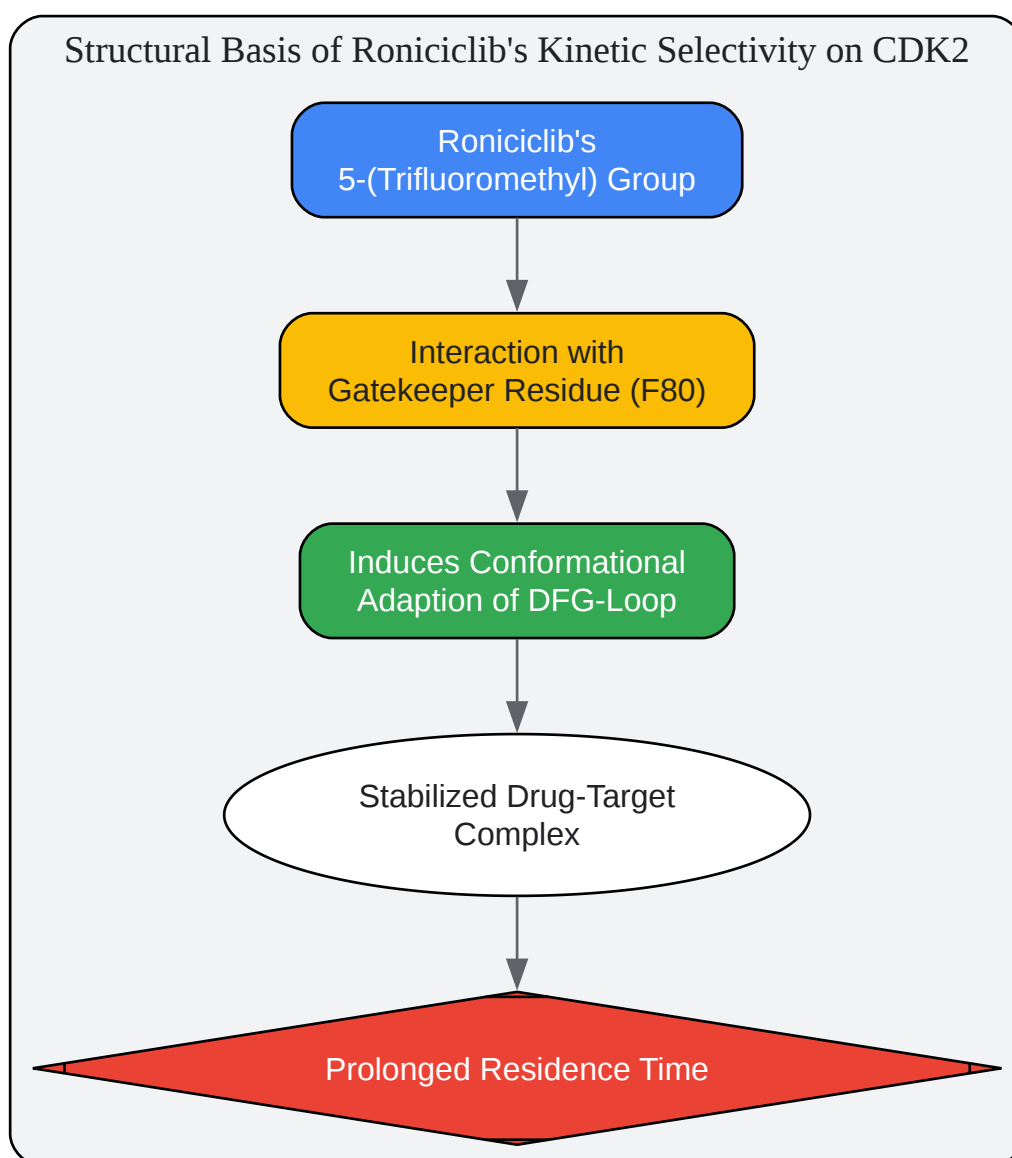 Structural Basis of Roniciclib's Kinetic Selectivity on CDK2
Roniciclib's
5-(Trifluoromethyl) Group
Interaction with
Gatekeeper Residue (F80)
Induces Conformational
Adaption of DFG-Loop
Stabilized Drug-Target
Complex
Prolonged Residence Time